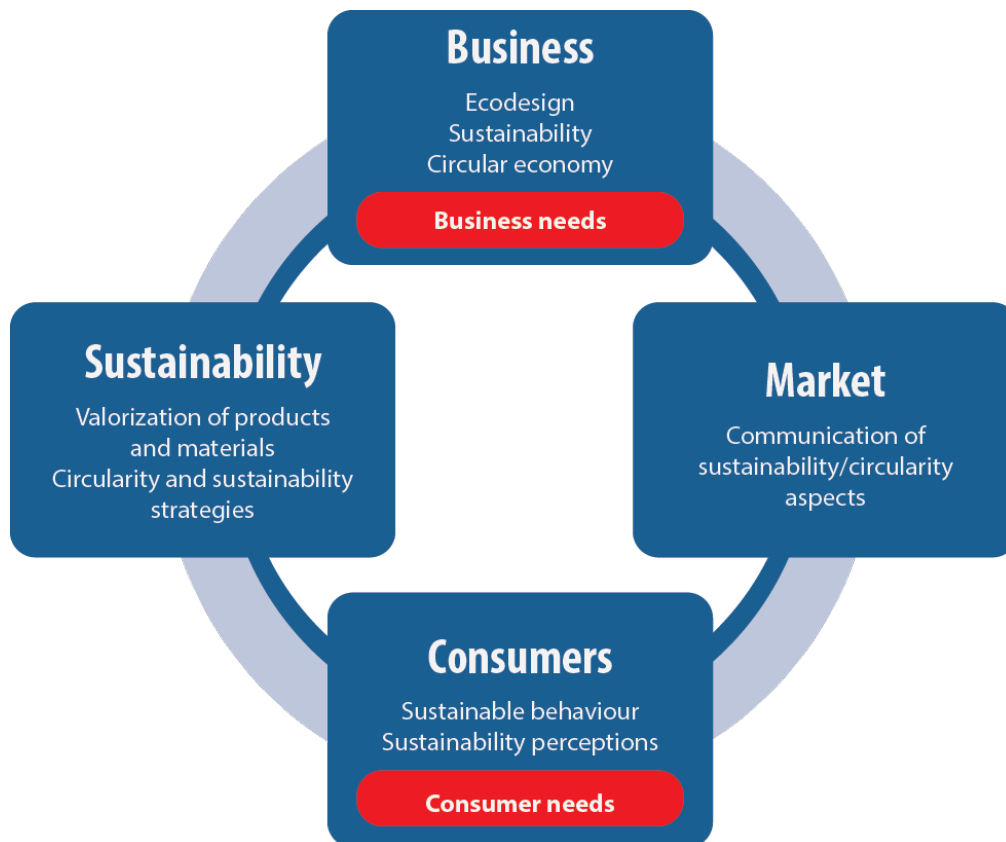 Business
Ecodesign
Sustainability
Circular economy
Business needs
Sustainability
Valorization of products
and materials
Circularity and sustainability
strategies
Market
Communication of
sustainability/circularity
aspects
Consumers
Sustainable behaviour
Sustainability perceptions
Consumer needs